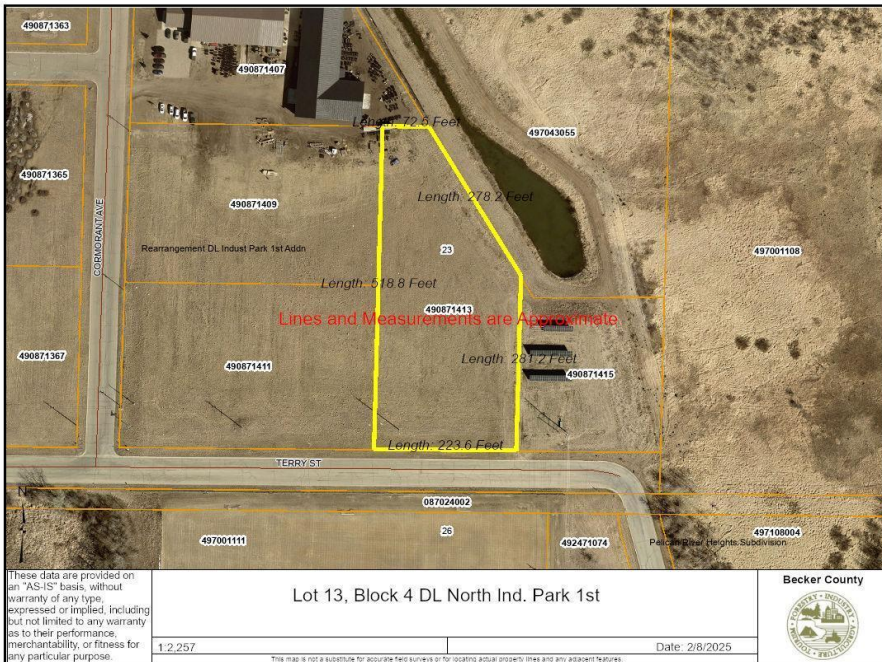 490871363
490871407
Length: 72.5 Feet
497043055
490871365
Length: 278.2 Feet
490871409
CORMORANT AVE
Rearrangement DL Indust Park 1st Addn
23
497001108
Length: 518.8 Feet
490871413
Lines and Measurements are Approximate
490871367
Length: 281.2 Feet
490871411
490871415
Length: 223.6 Feet
TERRY ST
N
087024002
497001111
26
492471074
Pelican River Heights Subdivision
497108004
These data are provided on
an "AS-IS" basis, without
warranty of any type,
expressed or implied, including
but not limited to any warranty
as to their performance,
merchantability, or fitness for
any particular purpose.
Lot 13, Block 4 DL North Ind. Park 1st
1:2,257
Date: 2/8/2025
This map is not a substitute for accurate field surveys or for locating actual property lines and any adjacent features.
Becker County
FORESTRY - INDUSTRY
AGRICULTURE
TOURISM